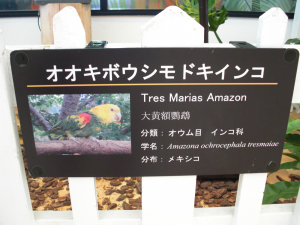 オオキボウシモドキインコ
Tres Marias Amazon
大黄額鸚鵡
分類：オウム目 インコ科
学名：Amazona ochrocephala tresmaiae
分布：メキシコ